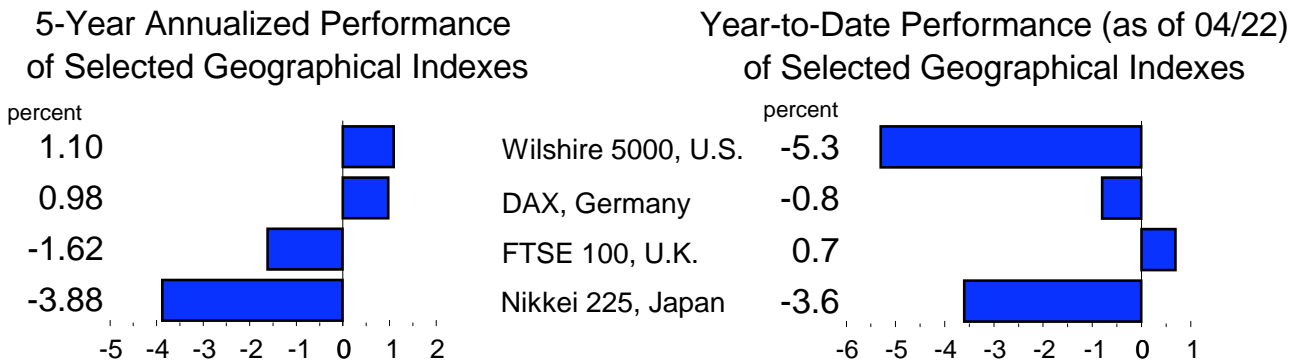 5-Year Annualized Performance
of Selected Geographical Indexes
percent
1.10
0.98
-1.62
-3.88
-5 -4 -3 -2 -1 0 1 2
Wilshire 5000, U.S.
DAX, Germany
FTSE 100, U.K.
Nikkei 225, Japan
Year-to-Date Performance (as of 04/22)
of Selected Geographical Indexes
percent
-5.3
-0.8
0.7
-3.6
-6 -5 -4 -3 -2 -1 0 1